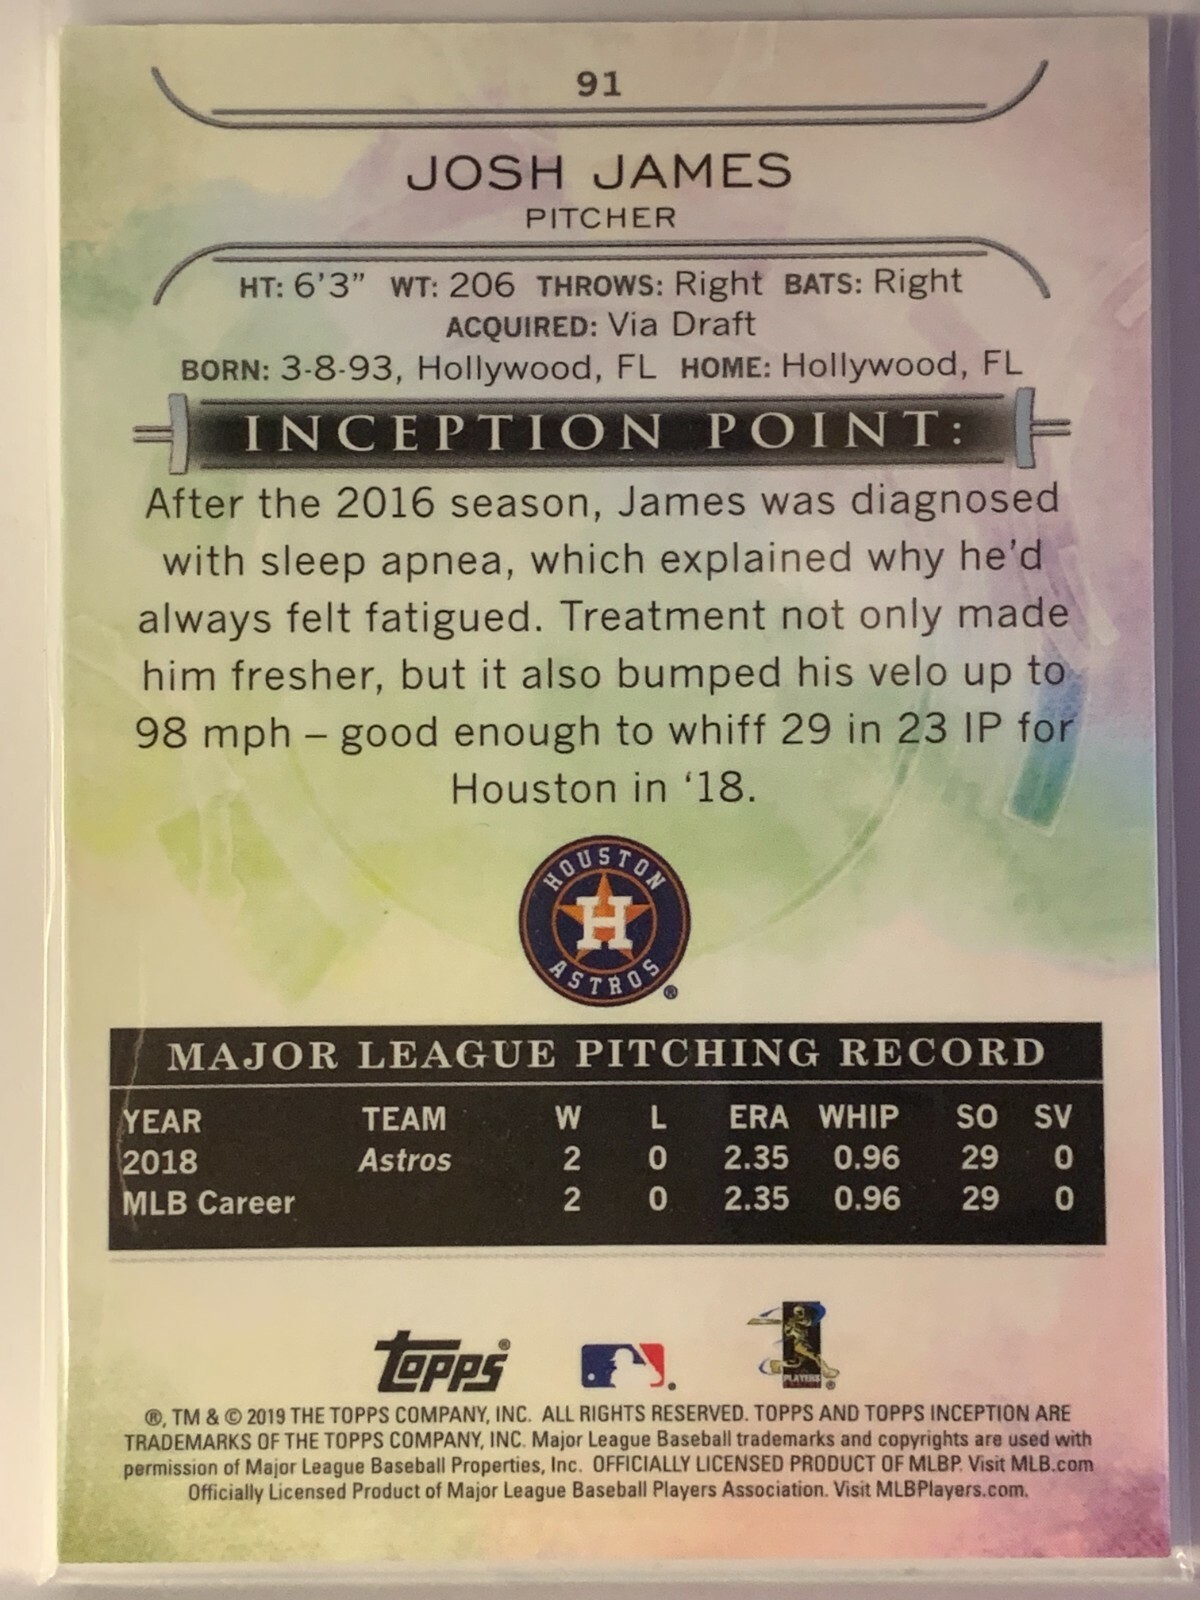 91
JOSH JAMES
PITCHER
HT: 6'3” WT: 206 THROWS: Right BATS: Right
ACQUIRED: Via Draft
BORN: 3-8-93, Hollywood, FL HOME: Hollywood, FL
INCEPTION POINT:
After the 2016 season, James was diagnosed
with sleep apnea, which explained why he'd
always felt fatigued. Treatment not only made
him fresher, but it also bumped his velo up to
98 mph – good enough to whiff 29 in 23 IP for
Houston in ‘18.
HOUSTON
H
ASTROS ®
MAJOR LEAGUE PITCHING RECORD
YEAR TEAM W L ERA WHIP SO SV
2018 Astros 2 0 2.35 0.96 29 0
MLB Career 2 0 2.35 0.96 29 0
Topps®
PLAYERS
®, TM & © 2019 THE TOPPS COMPANY, INC. ALL RIGHTS RESERVED. TOPPS AND TOPPS INCEPTION ARE
TRADEMARKS OF THE TOPPS COMPANY, INC. Major League Baseball trademarks and copyrights are used with
permission of Major League Baseball Properties, Inc. OFFICIALLY LICENSED PRODUCT OF MLBP. Visit MLB.com
Officially Licensed Product of Major League Baseball Players Association. Visit MLBPlayers.com.